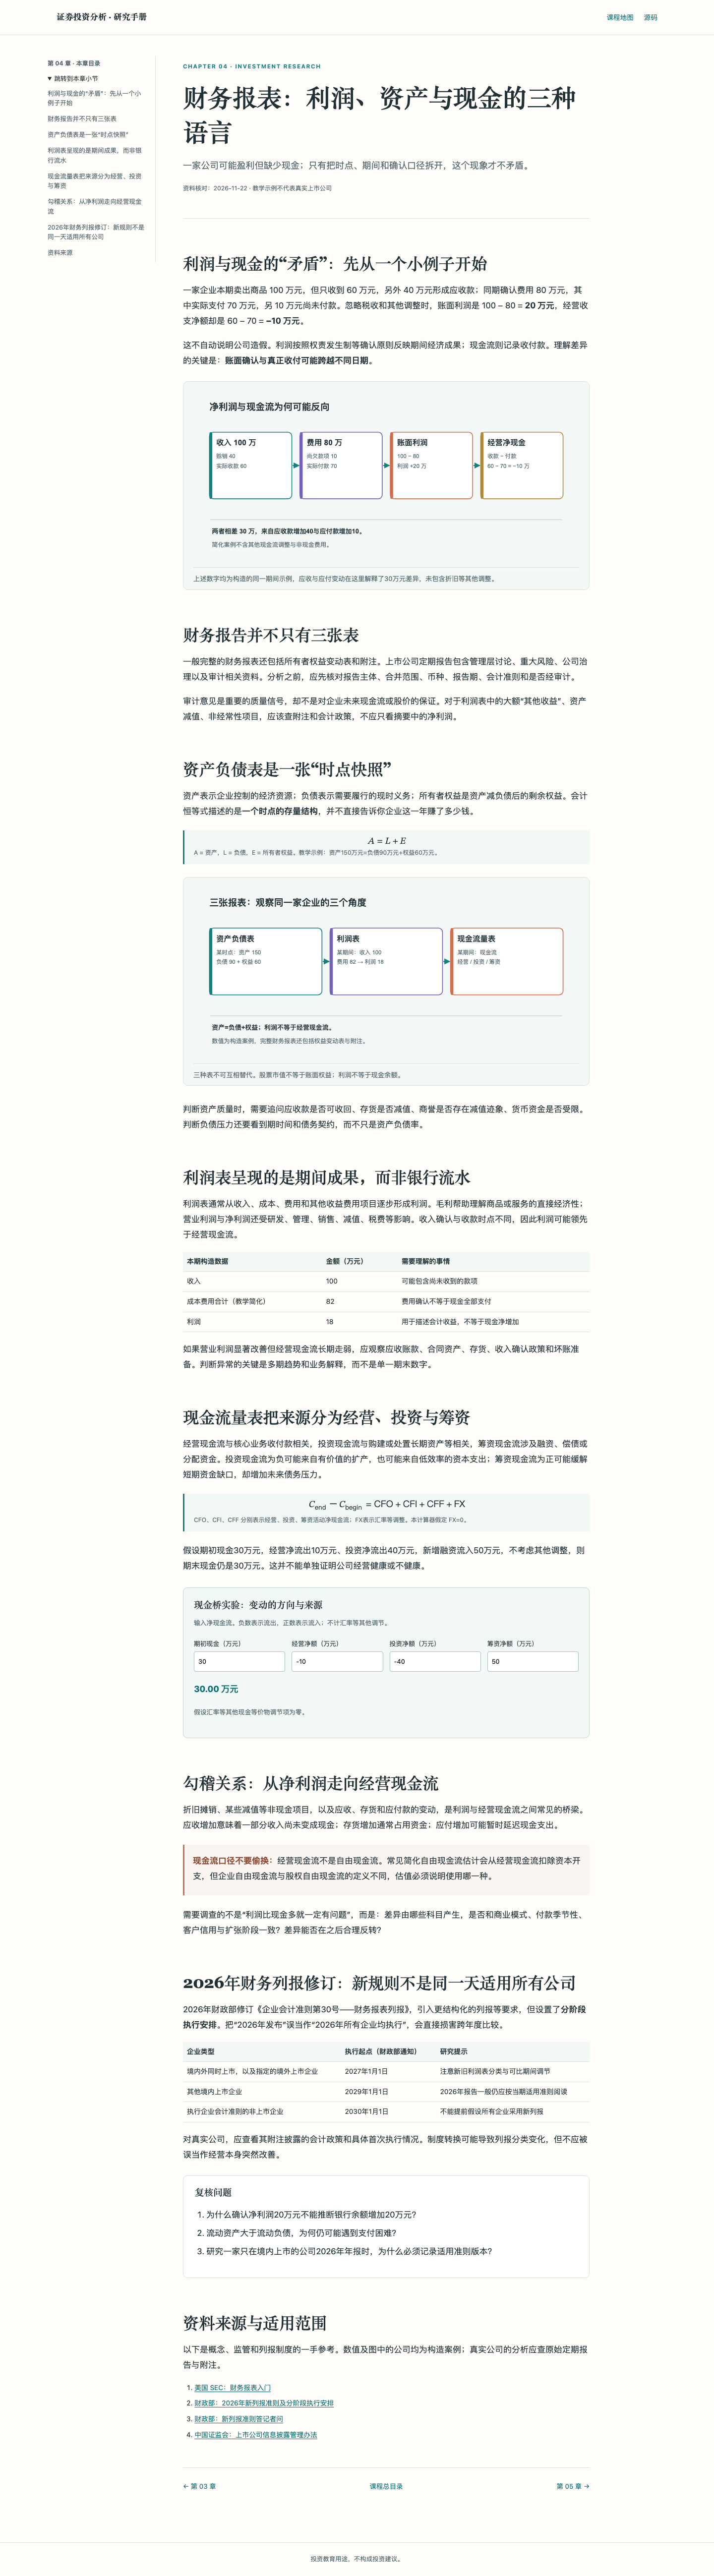 证券投资分析 · 研究手册
课程地图 源码
第 04 章 · 本章目录
▼ 跳转到本章小节
利润与现金的“矛盾”：先从一个小
例子开始
财务报告并不只有三张表
资产负债表是一张“时点快照”
利润表呈现的是期间成果，而非银
行流水
现金流量表把来源分为经营、投资
与筹资
勾稽关系：从净利润走向经营现金
流
2026年财务列报修订：新规则不是
同一天适用所有公司
资料来源
CHAPTER 04 · INVESTMENT RESEARCH
财务报表：利润、资产与现金的三种
语言
一家公司可能盈利但缺少现金；只有把时点、期间和确认口径拆开，这个现象才不矛盾。
资料核对：2026-11-22 · 教学示例不代表真实上市公司
利润与现金的“矛盾”：先从一个小例子开始
一家企业本期卖出商品 100 万元，但只收到 60 万元，另外 40 万元形成应收款；同期确认费用 80 万元，其
中实际支付 70 万元，另 10 万元尚未付款。忽略税收和其他调整时，账面利润是 100 − 80 = 20 万元，经营收
支净额却是 60 − 70 = −10 万元。
这不自动说明公司造假。利润按照权责发生制等确认原则反映期间经济成果；现金流则记录收付款。理解差异
的关键是：账面确认与真正收付可能跨越不同日期。
净利润与现金流为何可能反向
收入 100 万
赊销 40
实际收款 60
费用 80 万
尚欠款项 10
实际付款 70
账面利润
100 − 80
利润 +20 万
经营净现金
收款 − 付款
60 − 70 = −10 万
两者相差 30 万，来自应收款增加40与应付款增加10。
简化案例不含其他现金流调整与非现金费用。
上述数字均为构造的同一期间示例，应收与应付变动在这里解释了30万元差异，未包含折旧等其他调整。
财务报告并不只有三张表
一般完整的财务报表还包括所有者权益变动表和附注。上市公司定期报告包含管理层讨论、重大风险、公司治
理以及审计相关资料。分析之前，应先核对报告主体、合并范围、币种、报告期、会计准则和是否经审计。
审计意见是重要的质量信号，却不是对企业未来现金流或股价的保证。对于利润表中的大额“其他收益”、资产
减值、非经常性项目，应该查附注和会计政策，不应只看摘要中的净利润。
资产负债表是一张“时点快照”
资产表示企业控制的经济资源；负债表示需要履行的现时义务；所有者权益是资产减负债后的剩余权益。会计
恒等式描述的是一个时点的存量结构，并不直接告诉你企业这一年赚了多少钱。
A = L + E
A = 资产，L = 负债，E = 所有者权益。教学示例：资产150万元=负债90万元+权益60万元。
三张报表：观察同一家企业的三个角度
资产负债表
某时点：资产 150
负债 90 + 权益 60
利润表
某期间：收入 100
费用 82 → 利润 18
现金流量表
某期间：现金流
经营 / 投资 / 筹资
资产=负债+权益；利润不等于经营现金流。
数值为构造案例，完整财务报表还包括权益变动表与附注。
三种表不可互相替代。股票市值不等于账面权益；利润不等于现金余额。
判断资产质量时，需要追问应收款是否可收回、存货是否减值、商誉是否存在减值迹象、货币资金是否受限。
判断负债压力还要看到期时间和债务契约，而不只是资产负债率。
利润表呈现的是期间成果，而非银行流水
利润表通常从收入、成本、费用和其他收益费用项目逐步形成利润。毛利帮助理解商品或服务的直接经济性；
营业利润与净利润还受研发、管理、销售、减值、税费等影响。收入确认与收款时点不同，因此利润可能领先
于经营现金流。
本期构造数据 金额（万元） 需要理解的事情
收入 100 可能包含尚未收到的款项
成本费用合计（教学简化） 82 费用确认不等于现金全部支付
利润 18 用于描述会计收益，不等于现金净增加
如果营业利润显著改善但经营现金流长期走弱，应观察应收账款、合同资产、存货、收入确认政策和坏账准
备。判断异常的关键是多期趋势和业务解释，而不是单一期末数字。
现金流量表把来源分为经营、投资与筹资
经营现金流与核心业务收付款相关，投资现金流与购建或处置长期资产等相关，筹资现金流涉及融资、偿债或
分配资金。投资现金流为负可能来自有价值的扩产，也可能来自低效率的资本支出；筹资现金流为正可能缓解
短期资金缺口，却增加未来债务压力。
C_end − C_begin = CFO + CFI + CFF + FX
CFO、CFI、CFF 分别表示经营、投资、筹资活动净现金流；FX表示汇率等调整。本计算器假定 FX=0。
假设期初现金30万元，经营净流出10万元、投资净流出40万元，新增融资流入50万元，不考虑其他调整，则
期末现金仍是30万元。这并不能单独证明公司经营健康或不健康。
现金桥实验：变动的方向与来源
输入净现金流。负数表示流出，正数表示流入；不计汇率等其他调节。
期初现金（万元） 经营净额（万元） 投资净额（万元） 筹资净额（万元）
30 -10 -40 50
30.00 万元
假设汇率等其他现金等价物调节项为零。
勾稽关系：从净利润走向经营现金流
折旧摊销、某些减值等非现金项目，以及应收、存货和应付款的变动，是利润与经营现金流之间常见的桥梁。
应收增加意味着一部分收入尚未变成现金；存货增加通常占用资金；应付增加可能暂时延迟现金支出。
现金流口径不要偷换：经营现金流不是自由现金流。常见简化自由现金流估计会从经营现金流扣除资本开
支，但企业自由现金流与股权自由现金流的定义不同，估值必须说明使用哪一种。
需要调查的不是“利润比现金多就一定有问题”，而是：差异由哪些科目产生，是否和商业模式、付款季节性、
客户信用与扩张阶段一致？差异能否在之后合理反转？
2026年财务列报修订：新规则不是同一天适用所有公司
2026年财政部修订《企业会计准则第30号——财务报表列报》，引入更结构化的列报等要求，但设置了分阶段
执行安排。把“2026年发布”误当作“2026年所有企业均执行”，会直接损害跨年度比较。
企业类型 执行起点（财政部通知） 研究提示
境内外同时上市，以及指定的境外上市企业 2027年1月1日 注意新旧利润表分类与可比期间调节
其他境内上市企业 2029年1月1日 2026年报告一般仍应按当期适用准则阅读
执行企业会计准则的非上市企业 2030年1月1日 不能提前假设所有企业采用新列报
对真实公司，应查看其附注披露的会计政策和具体首次执行情况。制度转换可能导致列报分类变化，但不应被
误当作经营本身突然改善。
复核问题
1. 为什么确认净利润20万元不能推断银行余额增加20万元？
2. 流动资产大于流动负债，为何仍可能遇到支付困难？
3. 研究一家只在境内上市的公司2026年年报时，为什么必须记录适用准则版本？
资料来源与适用范围
以下是概念、监管和列报制度的一手参考。数值及图中的公司均为构造案例；真实公司的分析应查原始定期报
告与附注。
1. 美国 SEC：财务报表入门
2. 财政部：2026年新列报准则及分阶段执行安排
3. 财政部：新列报准则答记者问
4. 中国证监会：上市公司信息披露管理办法
← 第 03 章 课程总目录 第 05 章 →
投资教育用途，不构成投资建议。